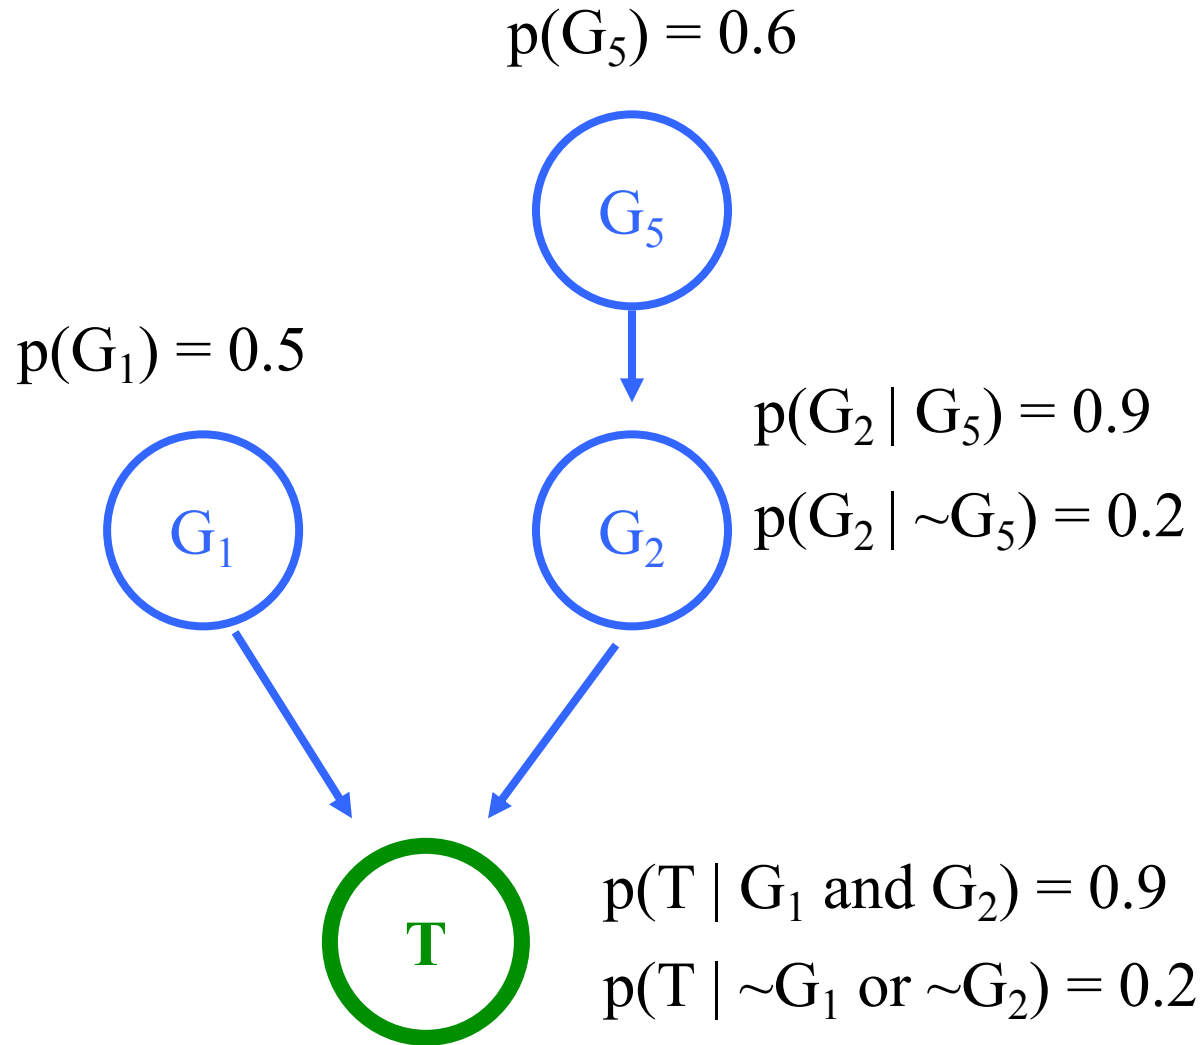 p(G₅) = 0.6
G₅
p(G₁) = 0.5
p(G₂ | G₅) = 0.9
G₁
G₂
p(G₂ | ~G₅) = 0.2
p(T | G₁ and G₂) = 0.9
T
p(T | ~G₁ or ~G₂) = 0.2